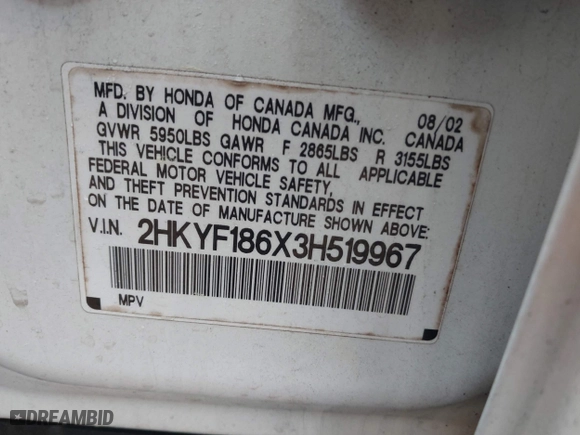 MFD. BY HONDA OF CANADA MFG., 08/02
A DIVISION OF HONDA CANADA INC. CANADA
GVWR 5950LBS GAWR F 2865LBS R 3155LBS
THIS VEHICLE CONFORMS TO ALL APPLICABLE
FEDERAL MOTOR VEHICLE SAFETY,
AND THEFT PREVENTION STANDARDS IN EFFECT
ON THE DATE OF MANUFACTURE SHOWN ABOVE:
V.I.N. 2HKYF186X3H519967
MPV
DREAMBID